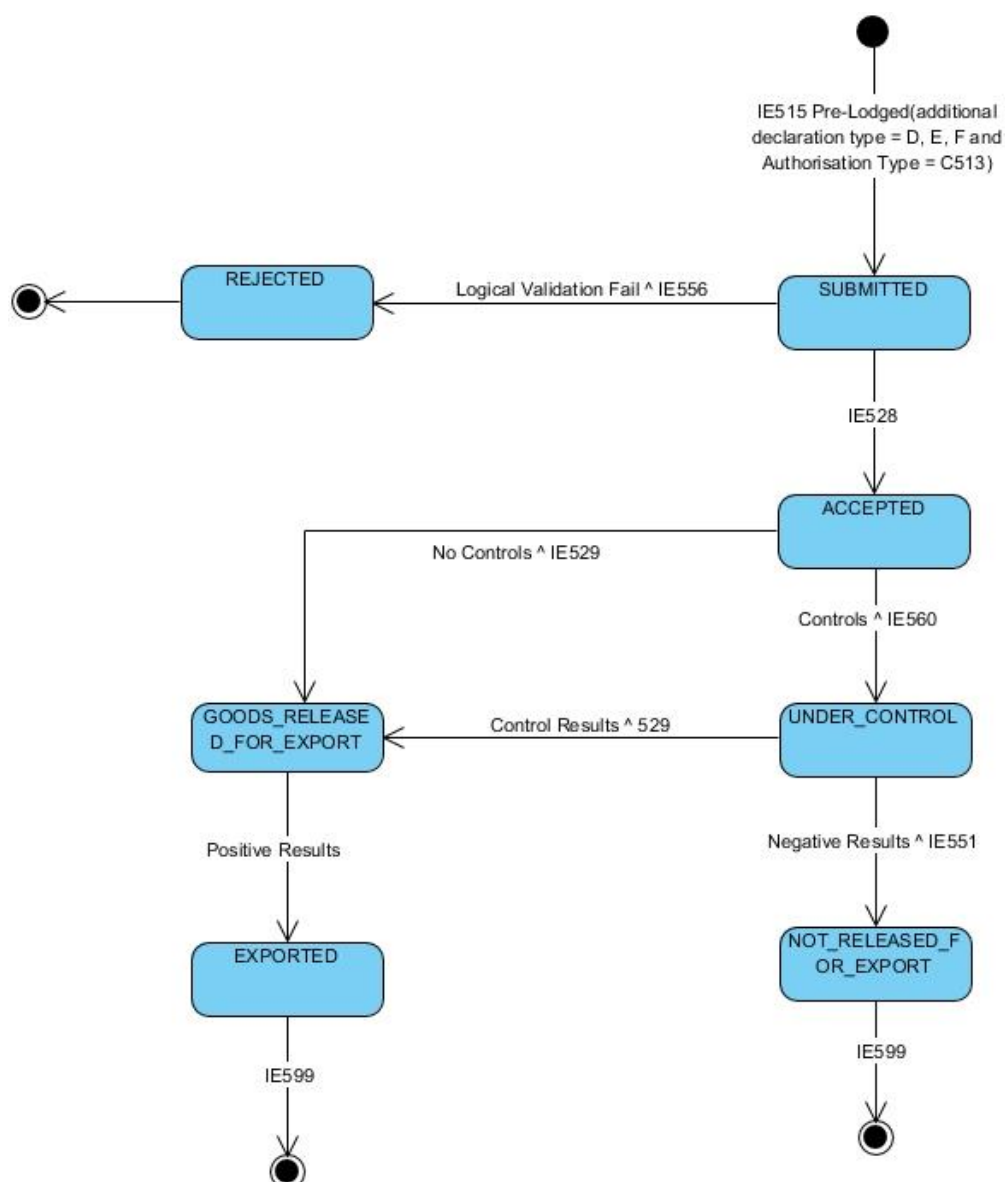 IE515 Pre-Lodged(additional
declaration type = D, E, F and
Authorisation Type = C513)
REJECTED
Logical Validation Fail ^ IE556
SUBMITTED
IE528
ACCEPTED
No Controls ^ IE529
Controls ^ IE560
GOODS_RELEASE
D_FOR_EXPORT
Control Results ^ 529
UNDER_CONTROL
Positive Results
Negative Results ^ IE551
EXPORTED
NOT_RELEASED_F
OR_EXPORT
IE599
IE599